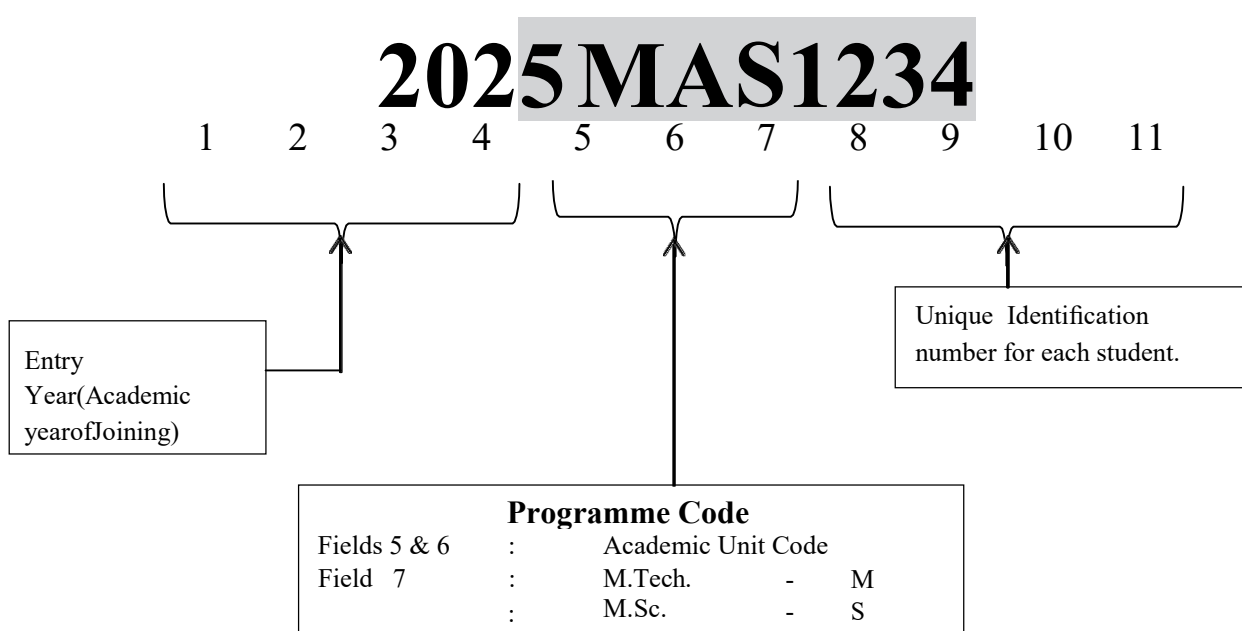 2025MAS1234
1 2 3 4 5 6 7 8 9 10 11
Entry
Year(Academic
yearofJoining)
Unique Identification
number for each student.
Programme Code
Fields 5 & 6 : Academic Unit Code
Field 7 : M.Tech. - M
: M.Sc. - S